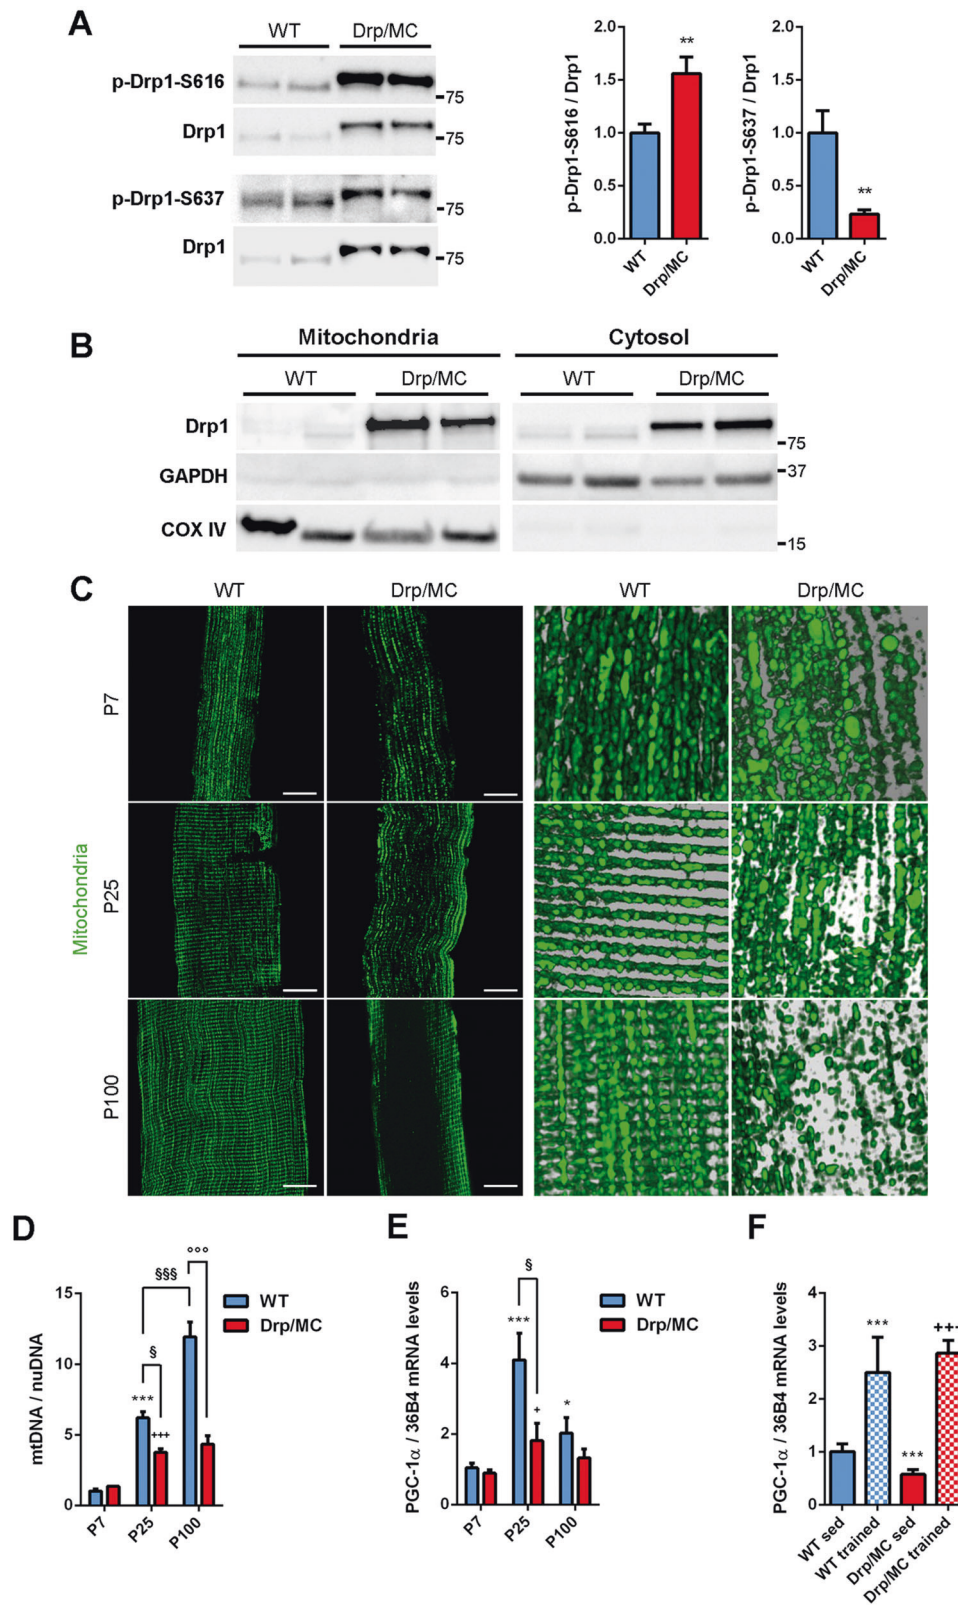 A
WT Drp/MC
p-Drp1-S616
75
Drp1
75
p-Drp1-S637
75
Drp1
75
p-Drp1-S616 / Drp1
2.0
1.5
1.0
0.5
0.0
**
WT
Drp/MC
p-Drp1-S637 / Drp1
2.0
1.5
1.0
0.5
0.0
**
WT
Drp/MC
B
Mitochondria Cytosol
WT Drp/MC WT Drp/MC
Drp1
75
GAPDH
37
COX IV
15
C
WT Drp/MC WT Drp/MC
P7
P25
P100
Mitochondria
D
mtDNA / nuDNA
15
10
5
0
***
§
+++
§§§
°°°
WT
Drp/MC
P7
P25
P100
E
PGC-1α / 36B4 mRNA levels
6
4
2
0
***
§
+
*
WT
Drp/MC
P7
P25
P100
F
PGC-1α / 36B4 mRNA levels
4
3
2
1
0
***
***
++
WT sed
WT trained
Drp/MC sed
Drp/MC trained